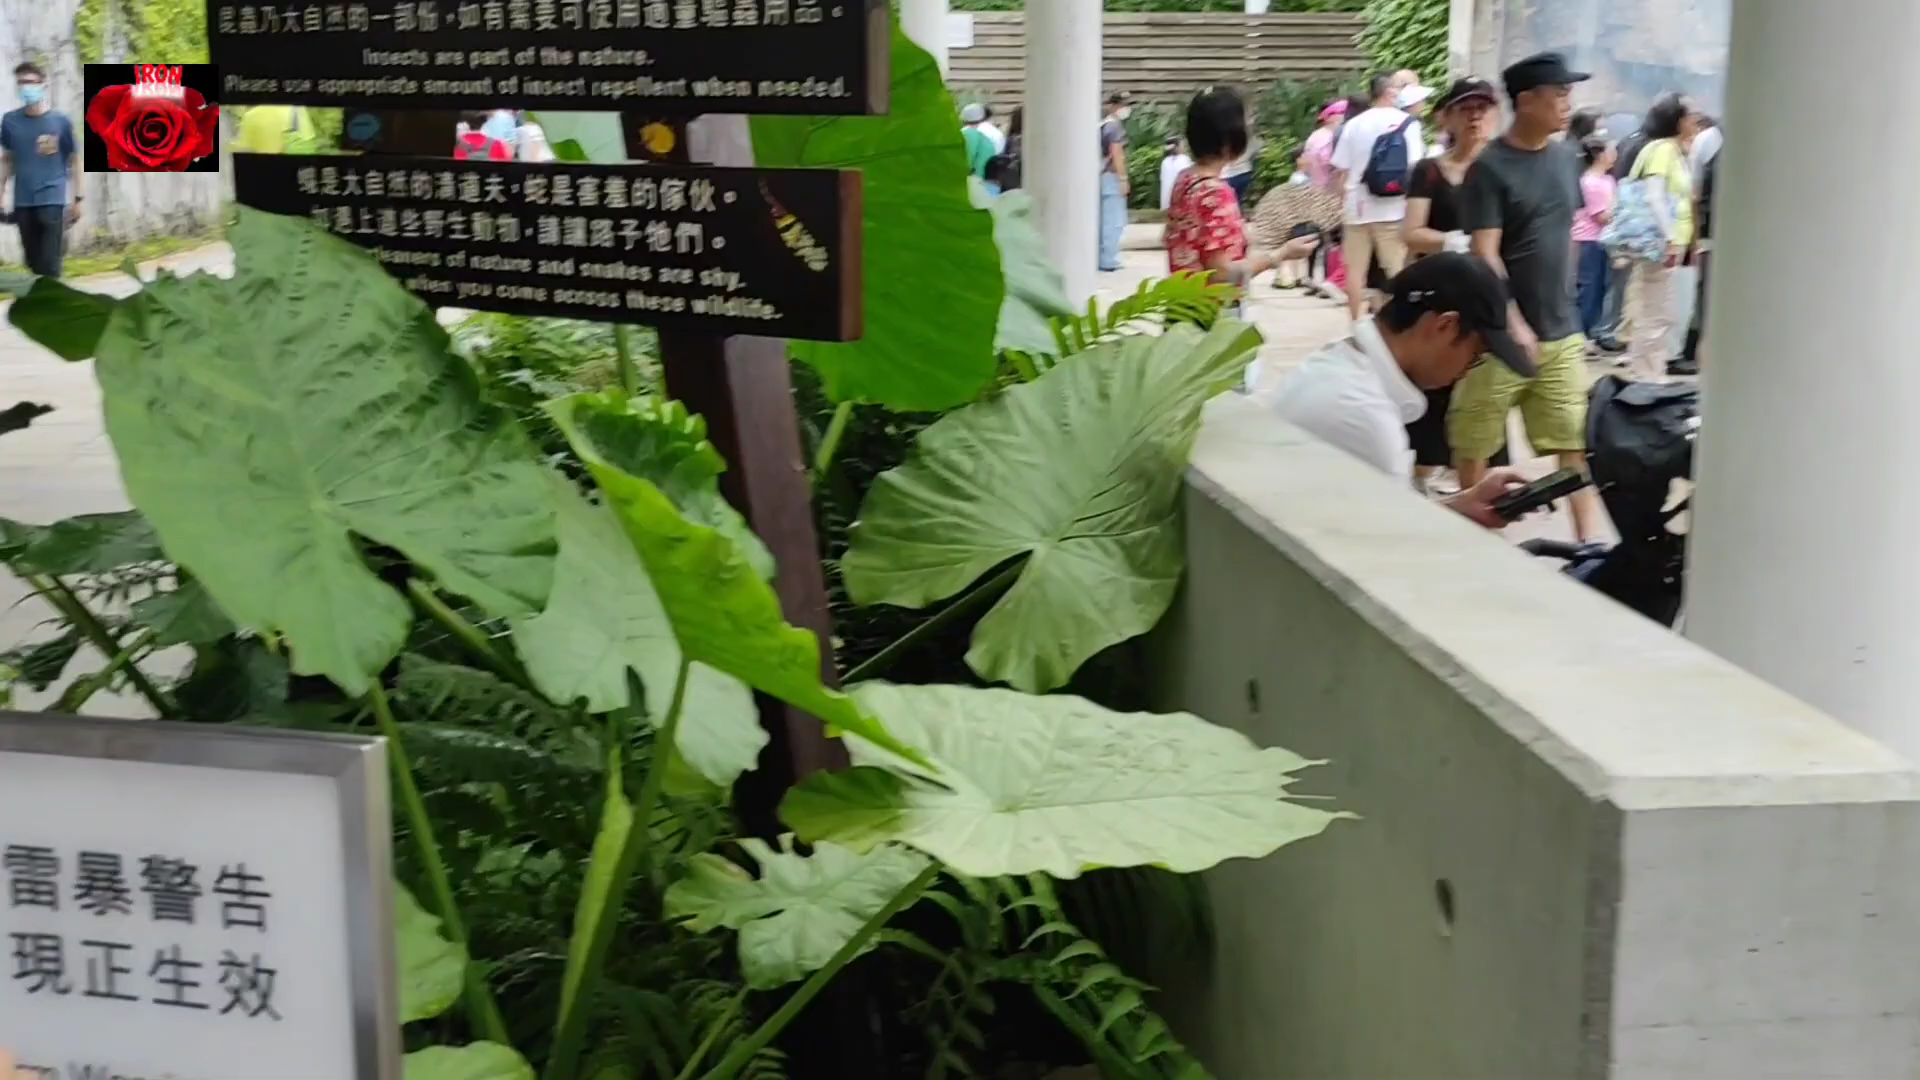 IRON
昆蟲乃大自然的一部份，如有需要可使用適量驅蟲用品。
Insects are part of the nature.
Please use appropriate amount of insect repellent when needed.
蠅是大自然的清道夫，蛇是害羞的傢伙。
上這些野生動物，請讓路予牠們。
cleaners of nature and snakes are shy.
when you come across these wildlife.
雷暴警告
現正生效